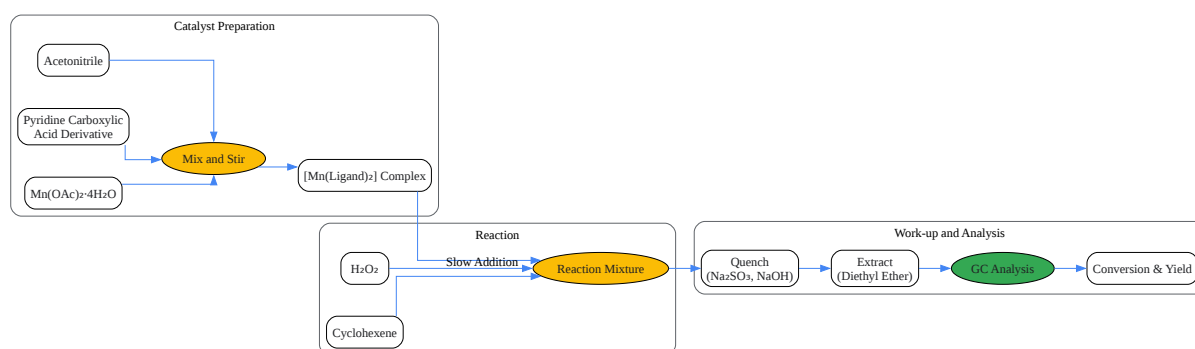 Catalyst Preparation
Acetonitrile
Pyridine Carboxylic
Acid Derivative
Mix and Stir
Mn(OAc)₂·4H₂O
[Mn(Ligand)₂] Complex
Reaction
H₂O₂
Slow Addition
Reaction Mixture
Cyclohexene
Work-up and Analysis
Quench
(Na₂SO₃, NaOH)
Extract
(Diethyl Ether)
GC Analysis
Conversion & Yield